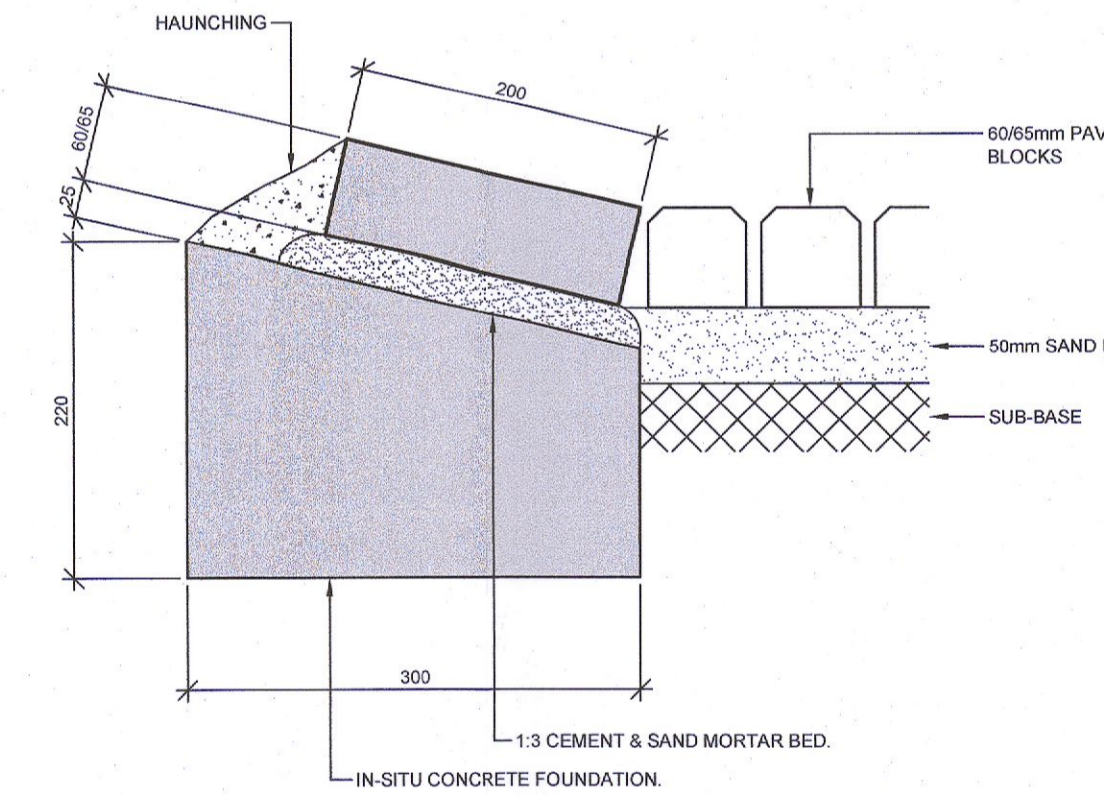 HAUNCHING
200
60/65
25
60/65mm PAV
BLOCKS
50mm SAND
SUB-BASE
220
300
1:3 CEMENT & SAND MORTAR BED.
IN-SITU CONCRETE FOUNDATION.